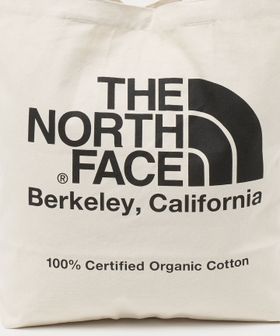 THE
NORTH
FACE
®
Berkeley, California
100% Certified Organic Cotton